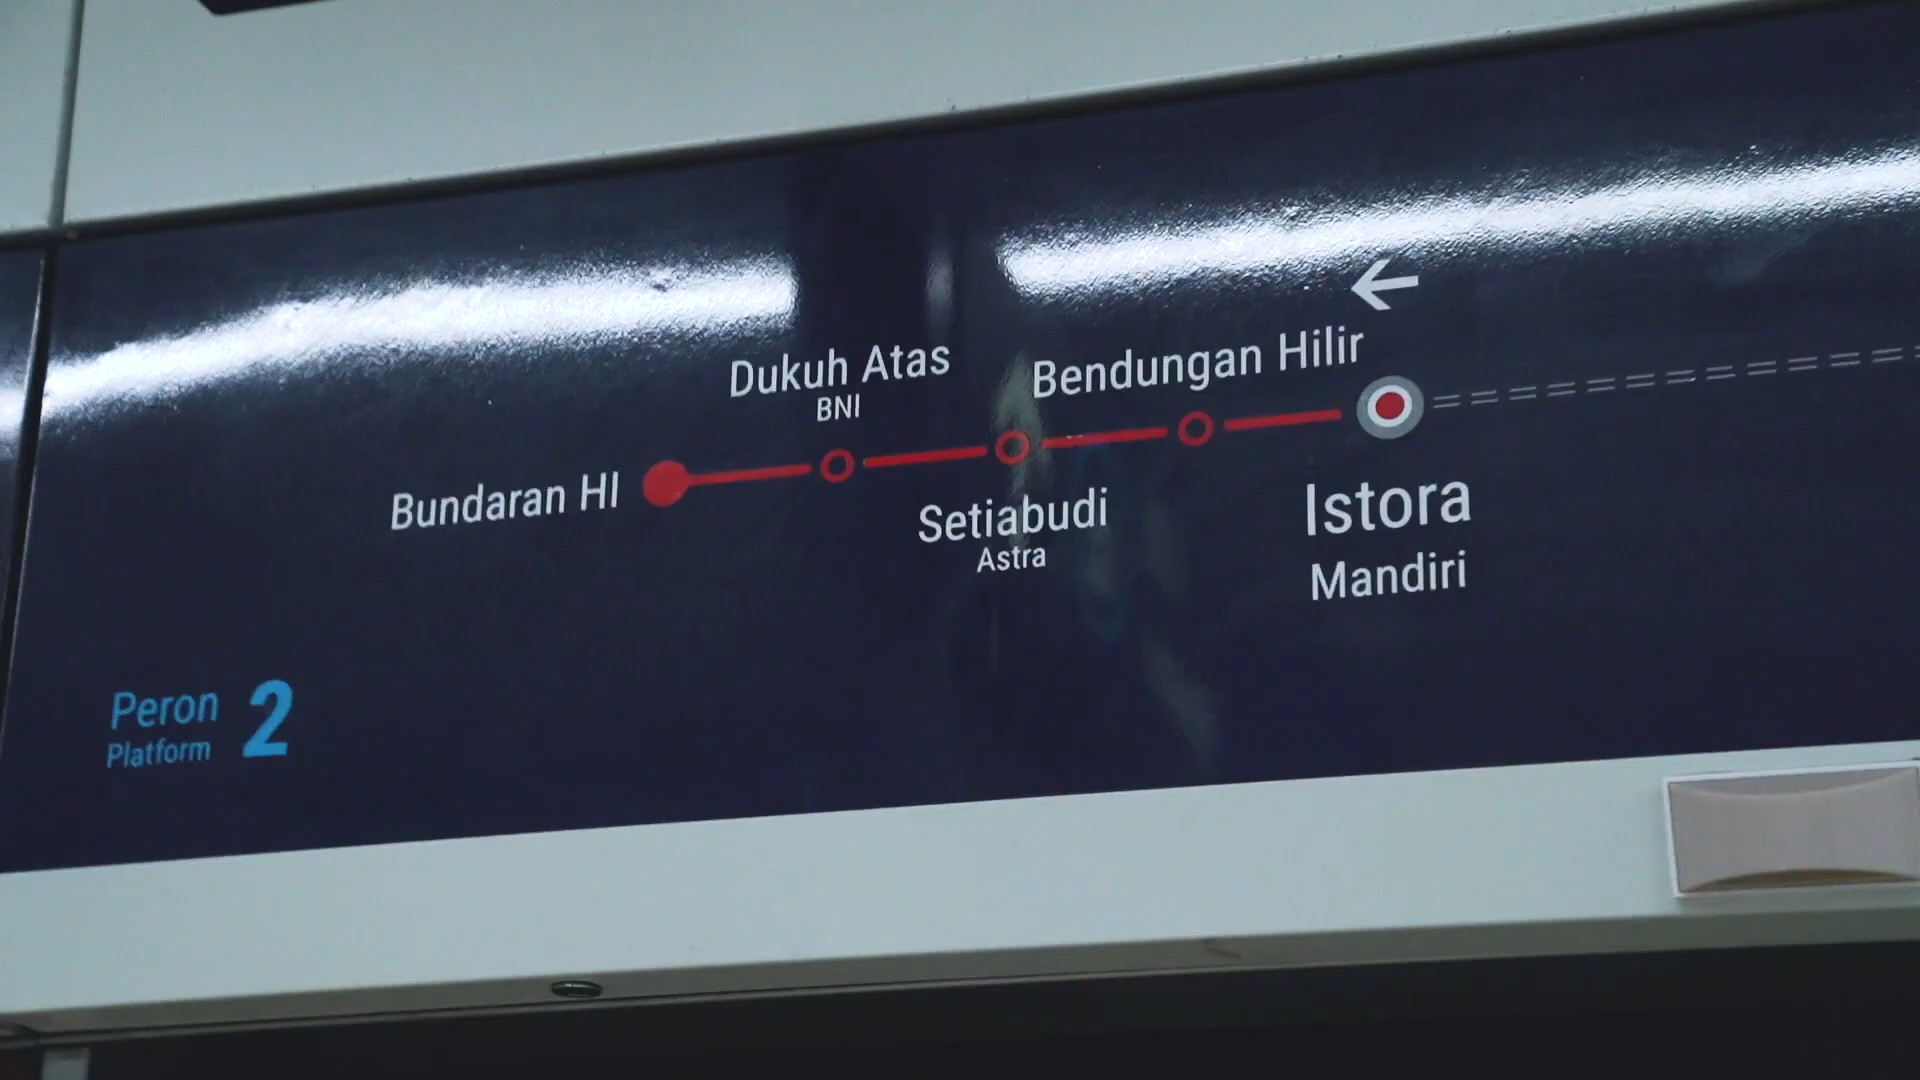 ←
Dukuh Atas
BNI
Bendungan Hilir
Bundaran HI
Setiabudi
Astra
Istora
Mandiri
Peron
Platform
2